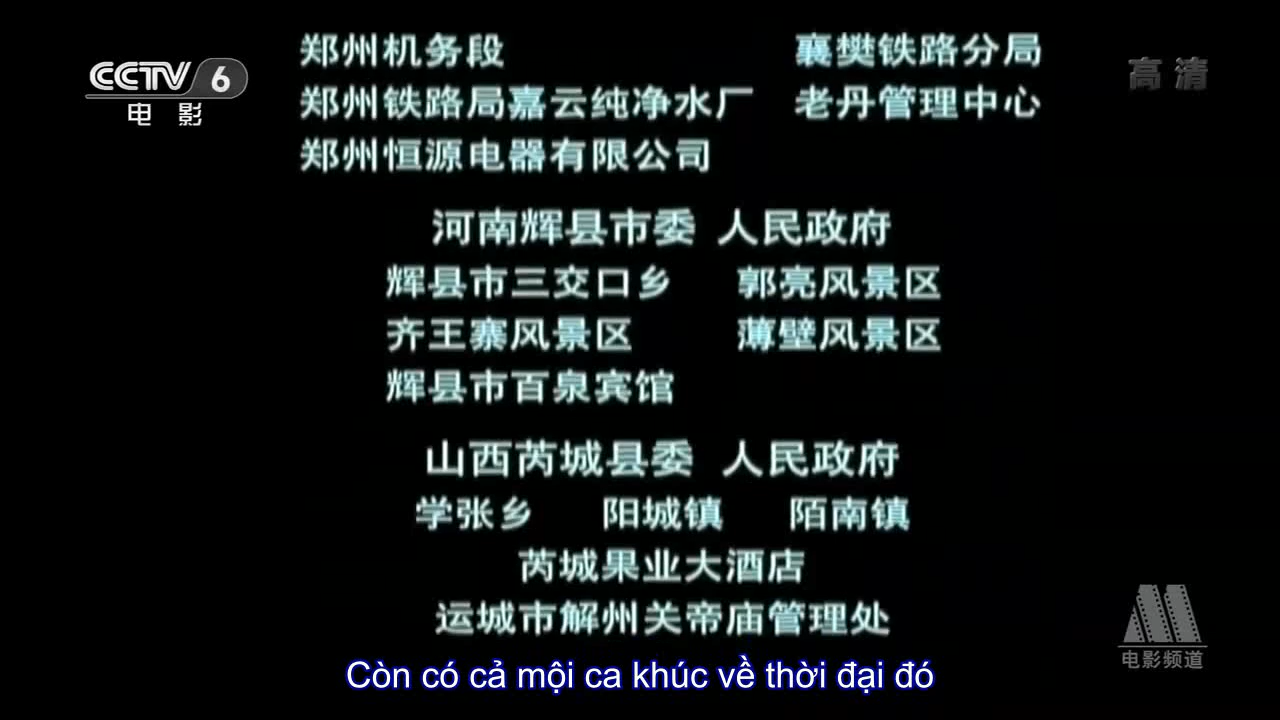 郑州机务段 襄樊铁路分局
CCTV 6
电影
高清
郑州铁路局嘉云纯净水厂 老丹管理中心
郑州恒源电器有限公司
河南辉县市委 人民政府
辉县市三交口乡 郭亮风景区
齐王寨风景区 薄壁风景区
辉县市百泉宾馆
山西芮城县委 人民政府
学张乡 阳城镇 陌南镇
芮城果业大酒店
运城市解州关帝庙管理处
电影频道
Còn có cả mội ca khúc về thời đại đó